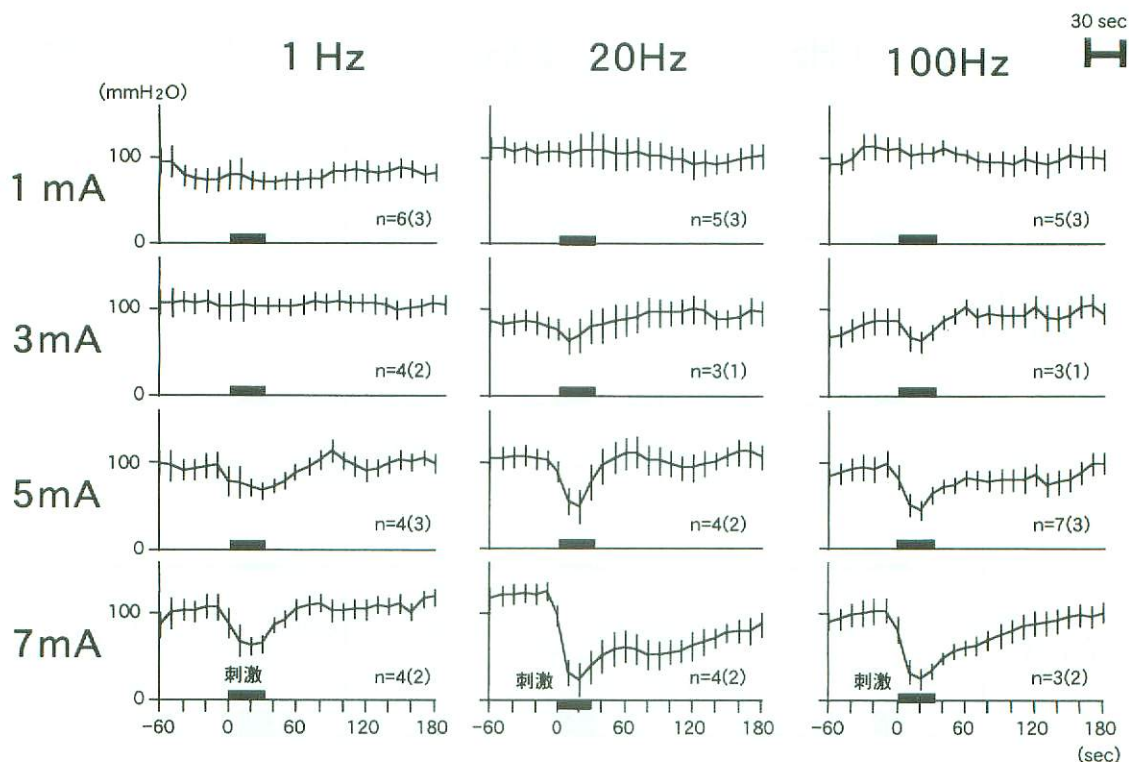 30 sec
1 Hz 20Hz 100Hz
(mmH2O)
100
1 mA
n=6(3) n=5(3) n=5(3)
0
100
3mA
n=4(2) n=3(1) n=3(1)
0
100
5mA
n=4(3) n=4(2) n=7(3)
0
100
7mA
刺激 刺激 刺激
n=4(2) n=4(2) n=3(2)
0
-60 0 60 120 180 -60 0 60 120 180 -60 0 60 120 180
(sec)